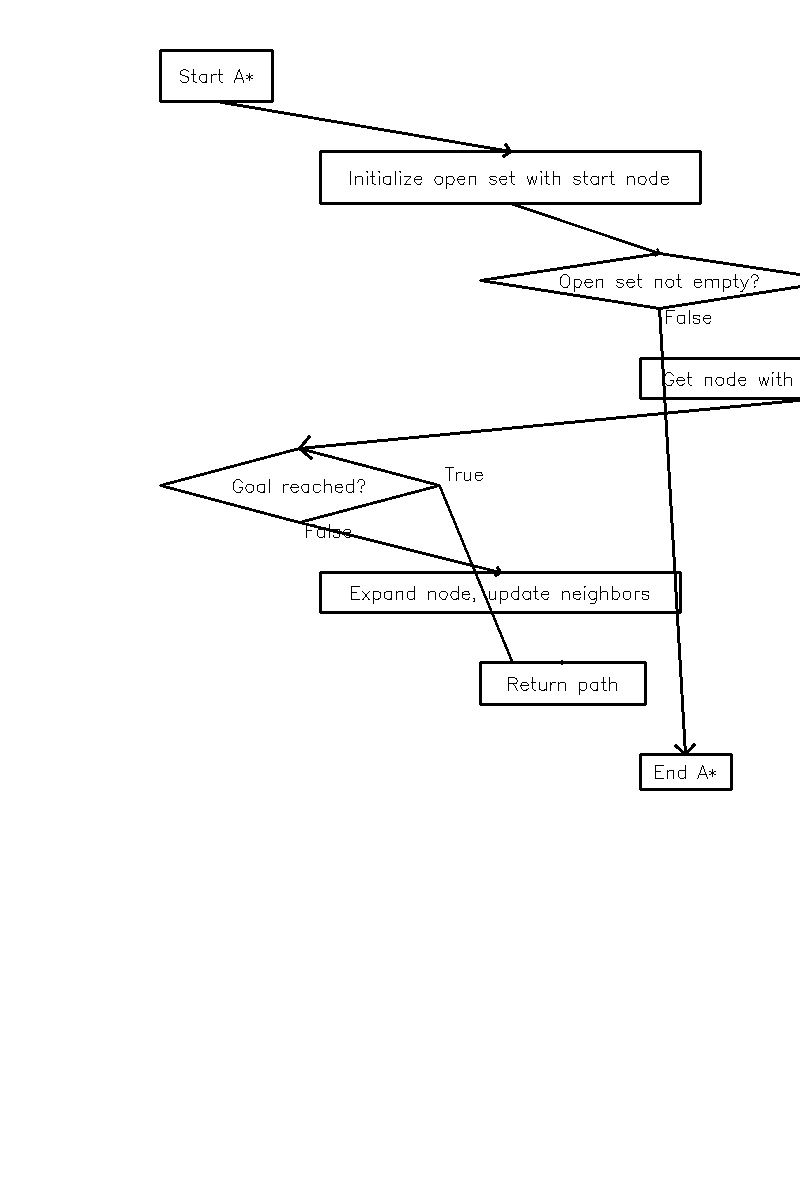 Start A*
Initialize open set with start node
Open set not empty?
False
Get node with
Goal reached?
True
False
Expand node, update neighbors
Return path
End A*